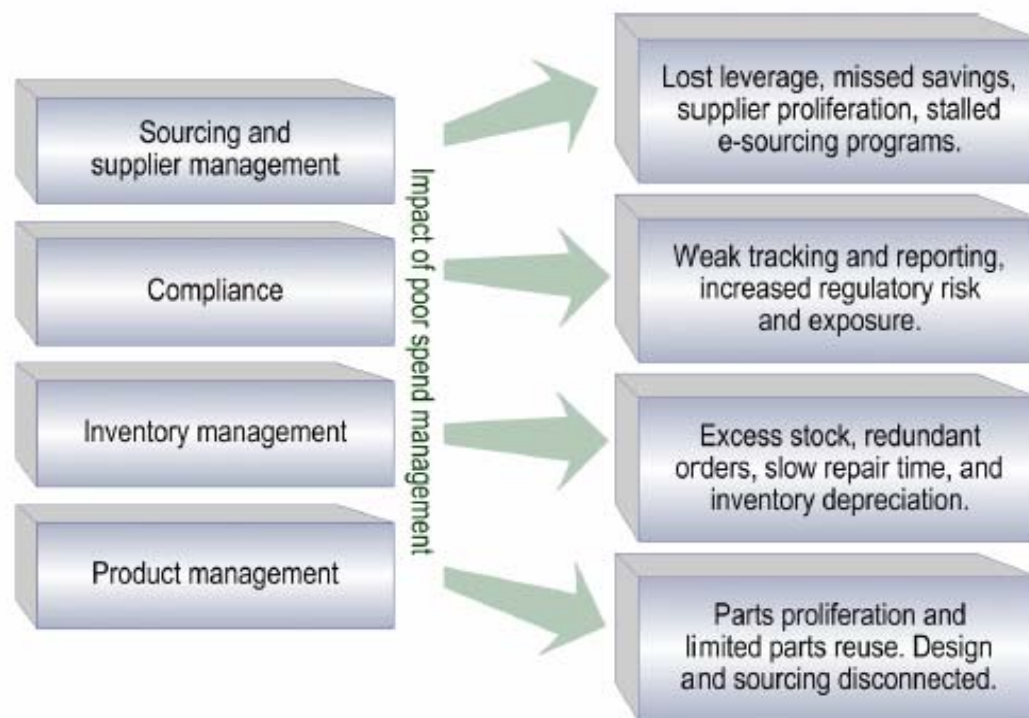 Sourcing and
supplier management
Compliance
Inventory management
Product management
Impact of poor spend management
Lost leverage, missed savings,
supplier proliferation, stalled
e-sourcing programs.
Weak tracking and reporting,
increased regulatory risk
and exposure.
Excess stock, redundant
orders, slow repair time, and
inventory depreciation.
Parts proliferation and
limited parts reuse. Design
and sourcing disconnected.